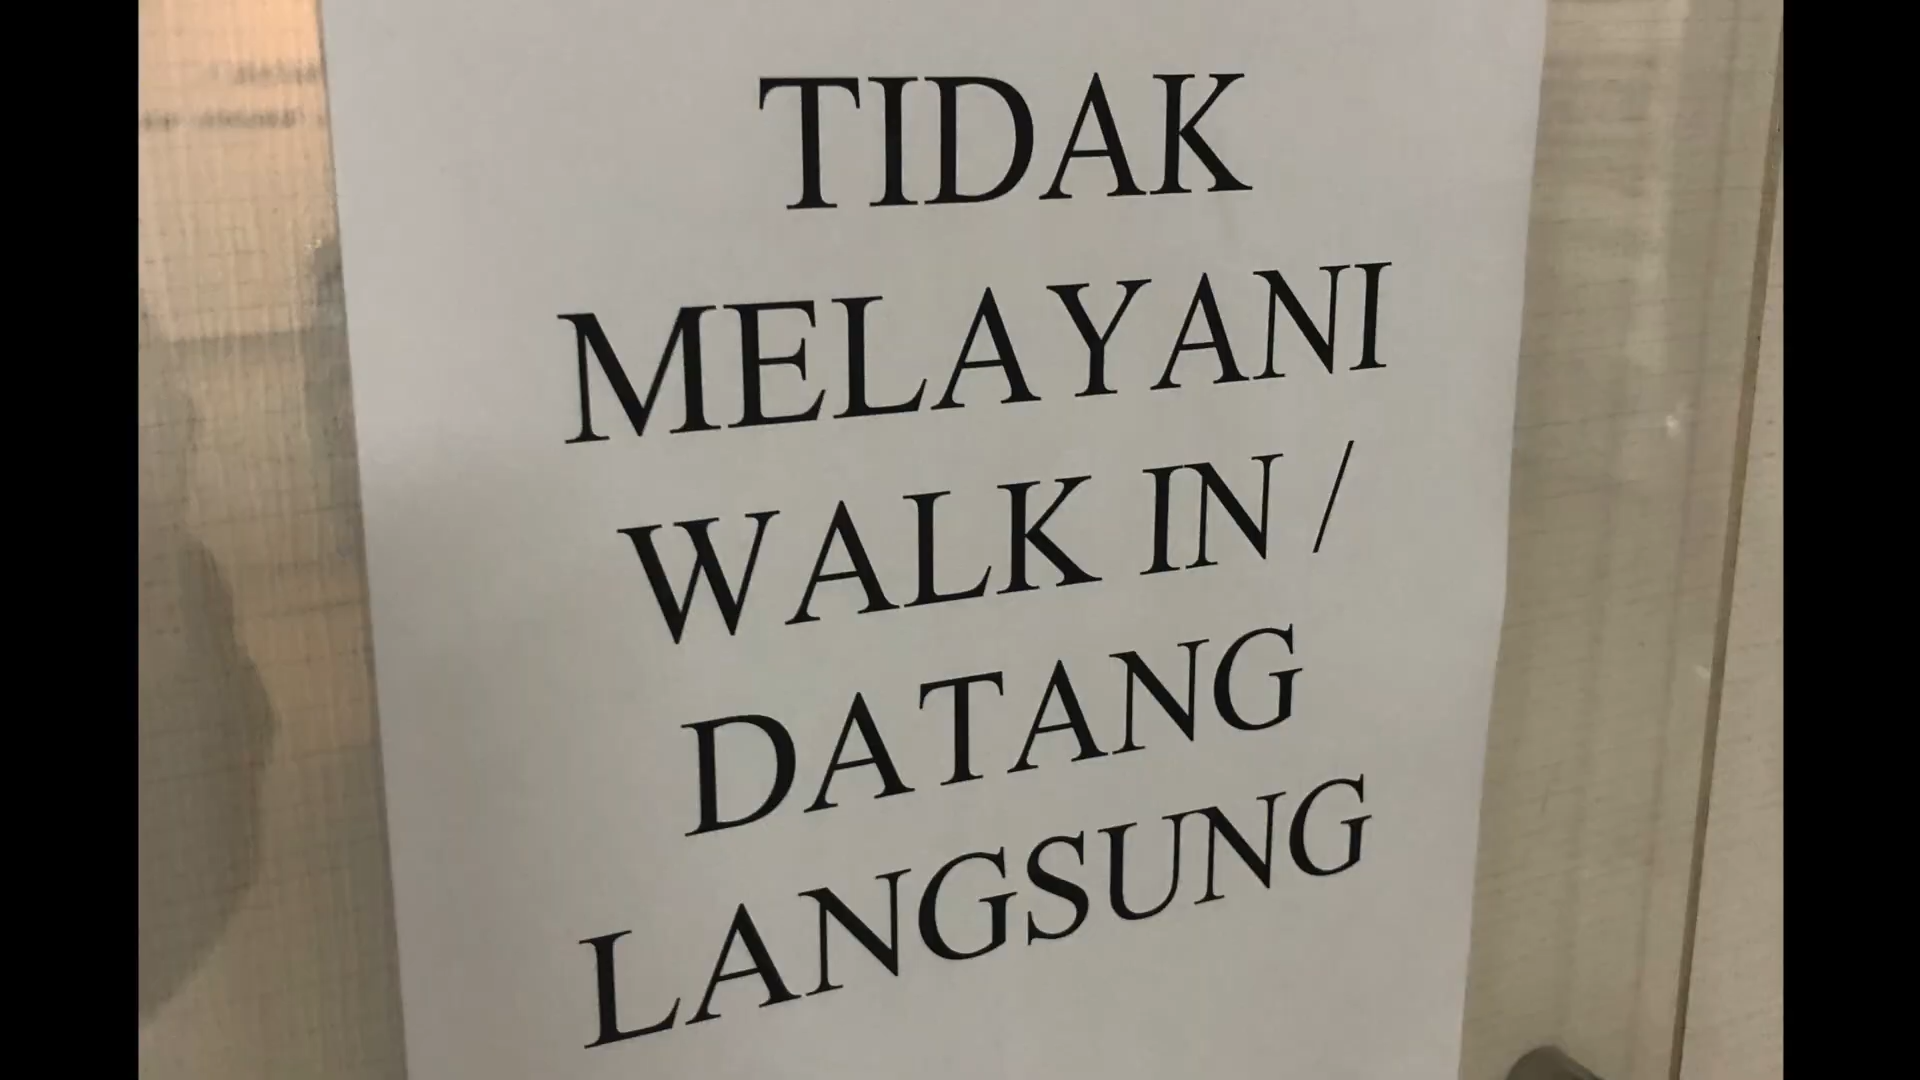 TIDAK
MELAYANI
WALK IN /
DATANG
LANGSUNG